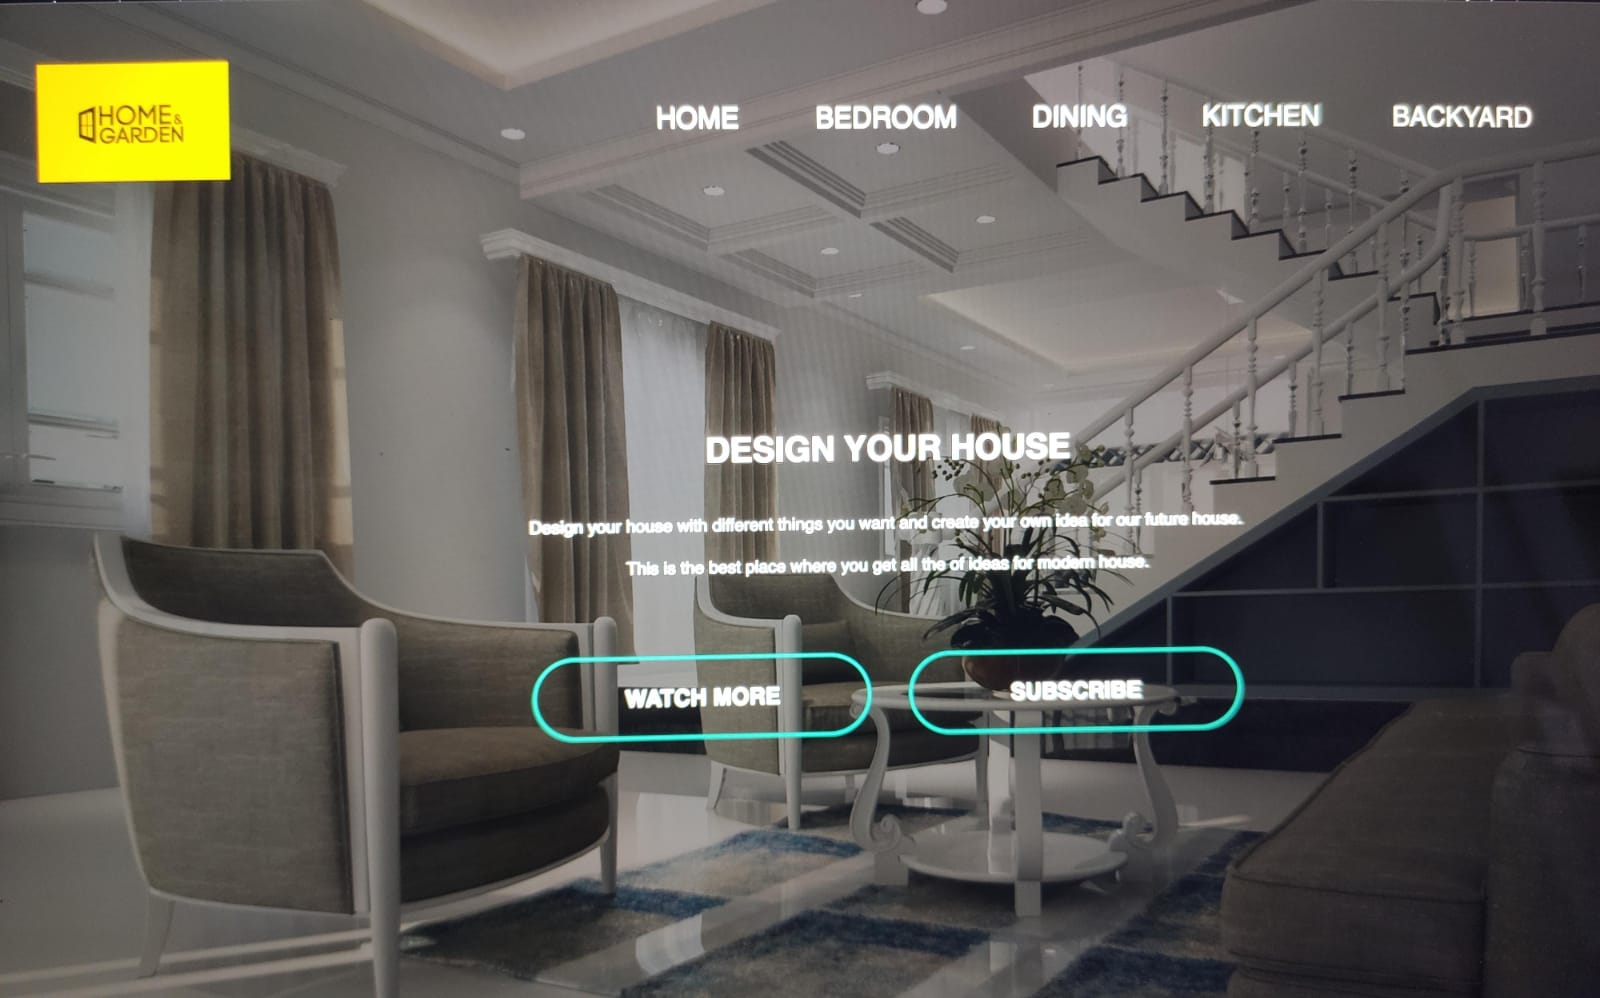 HOME&
GARDEN
HOME BEDROOM DINING KITCHEN BACKYARD
DESIGN YOUR HOUSE
Design your house with different things you want and create your own idea for our future house.
This is the best place where you get all the of ideas for modern house.
WATCH MORE SUBSCRIBE